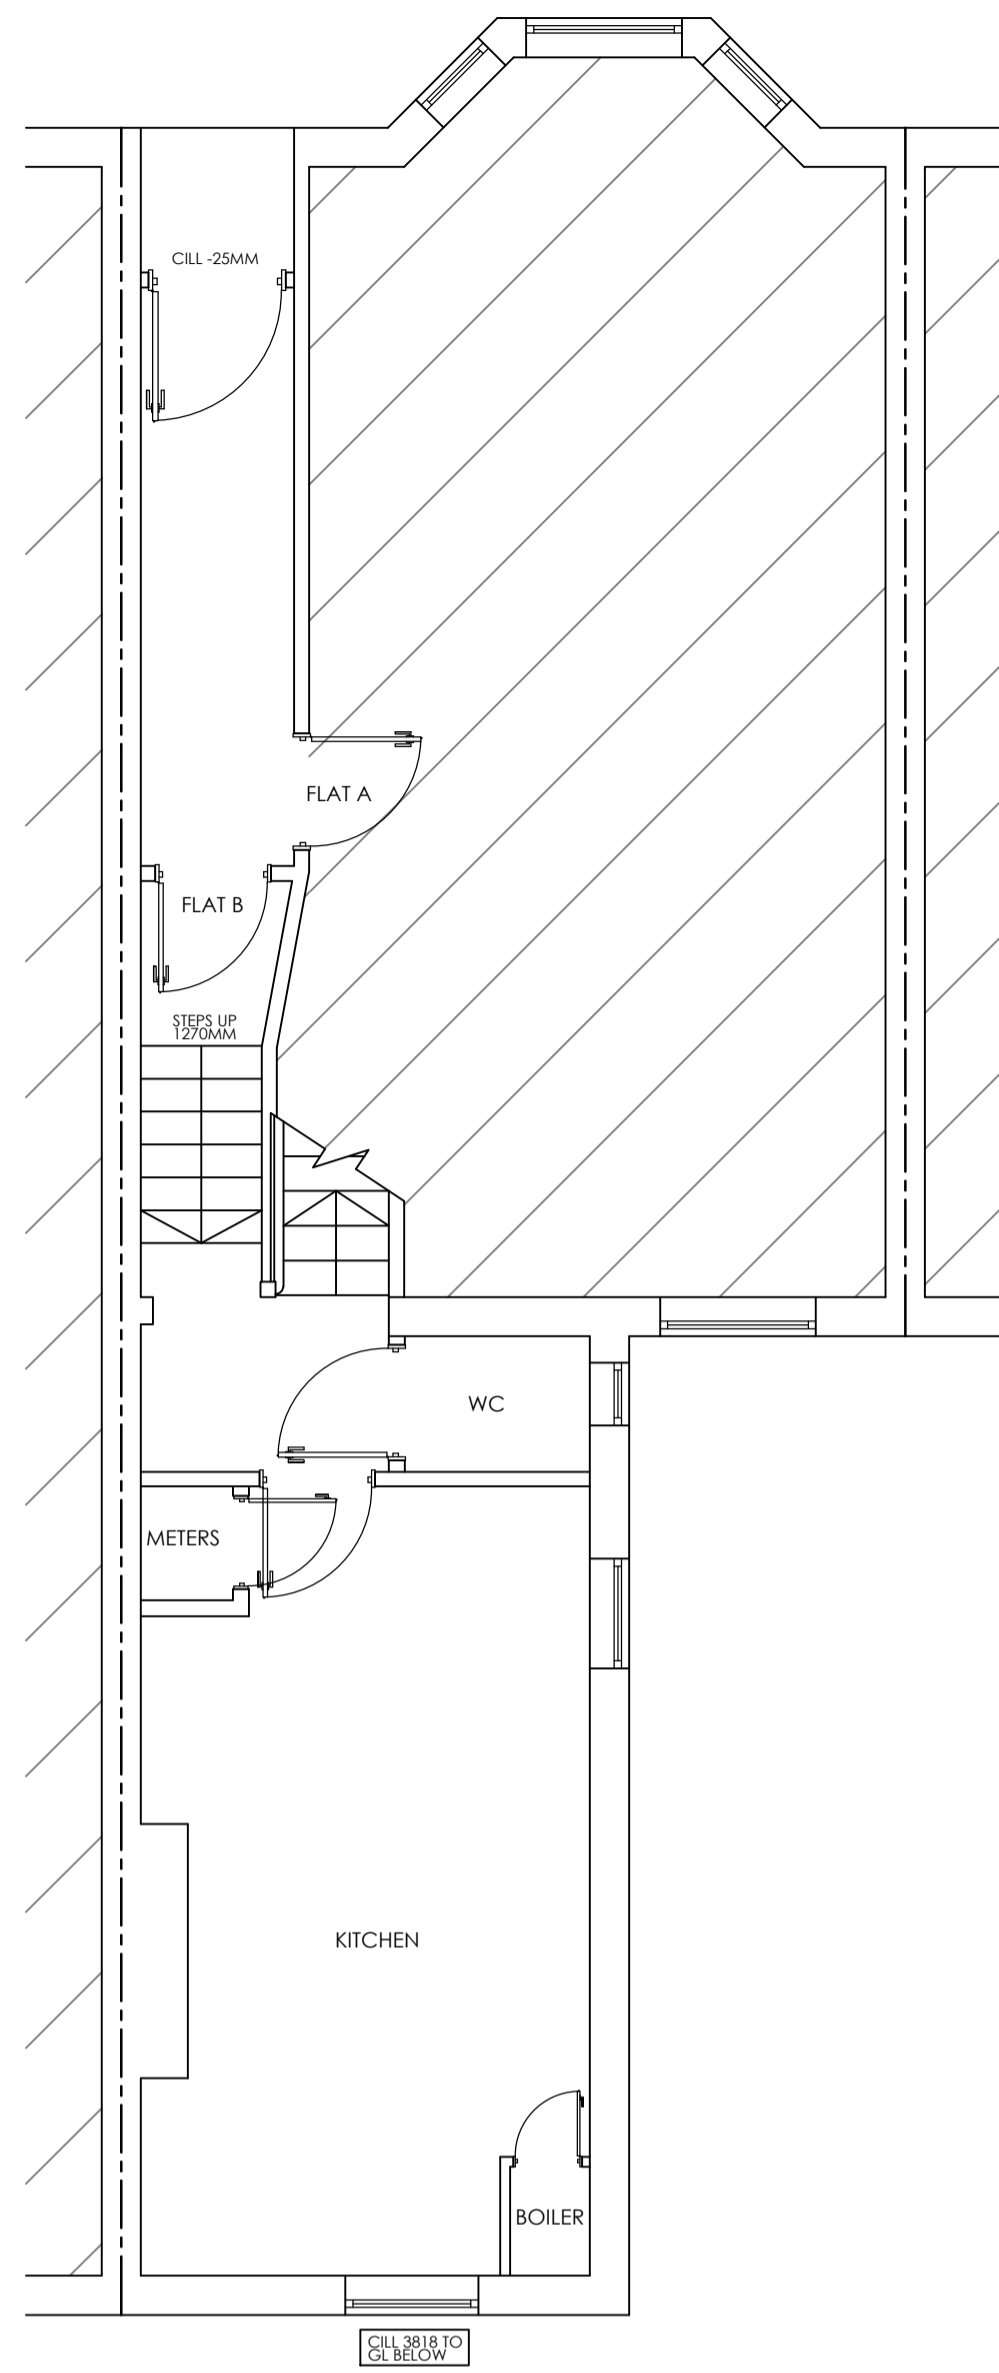 CILL -25MM
FLAT A
FLAT B
STEPS UP
1270MM
WC
METERS
KITCHEN
BOILER
CILL 3818 TO
GL BELOW